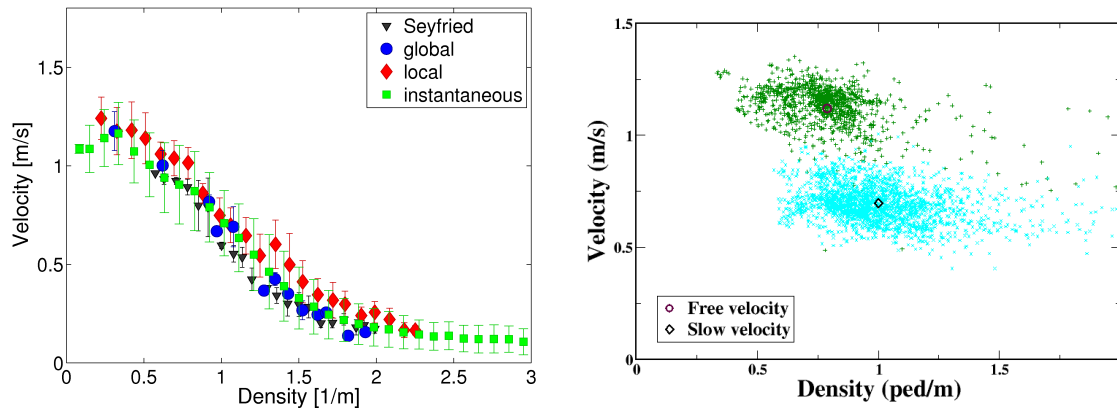 Seyfried
global
local
instantaneous
1.5
1
0.5
0
0 0.5 1 1.5 2 2.5 3
Velocity [m/s]
Density [1/m]
1.5
1
0.5
0
0 0.5 1 1.5
Velocity (m/s)
Density (ped/m)
Free velocity
Slow velocity